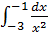 ∫_{-3}^{-1} dx/x²